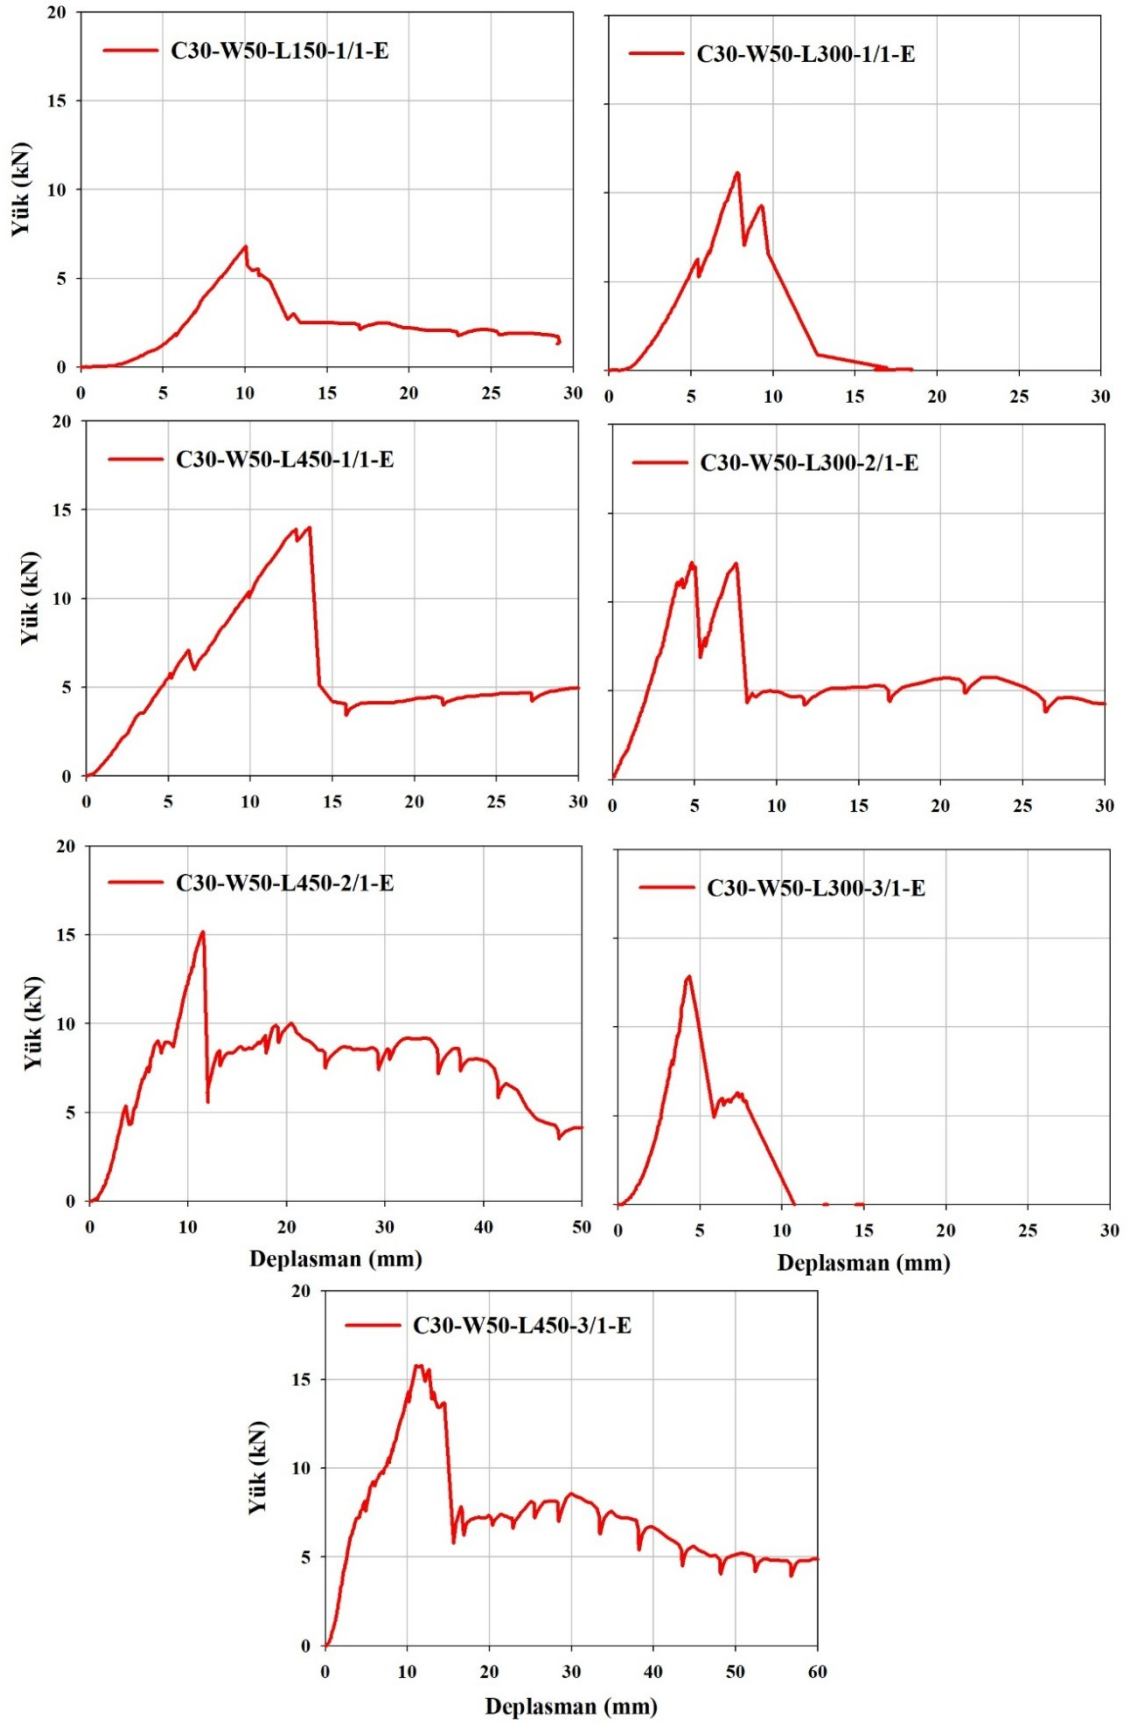 20
15
10
5
0
Yük (kN)
C30-W50-L150-1/1-E
0 5 10 15 20 25 30
C30-W50-L300-1/1-E
0 5 10 15 20 25 30
20
15
10
5
0
Yük (kN)
C30-W50-L450-1/1-E
0 5 10 15 20 25 30
C30-W50-L300-2/1-E
0 5 10 15 20 25 30
20
15
10
5
0
Yük (kN)
C30-W50-L450-2/1-E
0 10 20 30 40 50
Deplasman (mm)
C30-W50-L300-3/1-E
0 5 10 15 20 25 30
Deplasman (mm)
20
15
10
5
0
Yük (kN)
C30-W50-L450-3/1-E
0 10 20 30 40 50 60
Deplasman (mm)